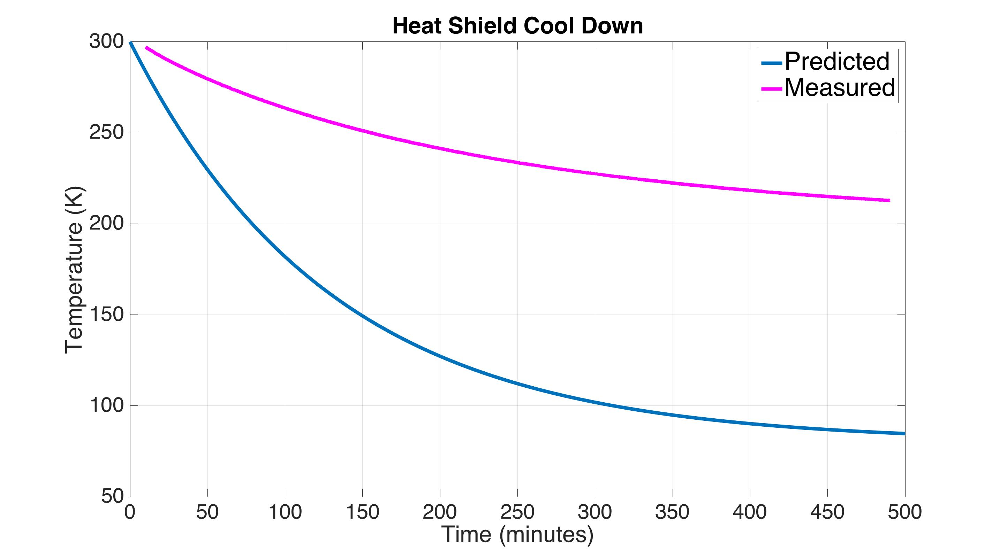 Heat Shield Cool Down
Predicted
Measured
Temperature (K)
300
250
200
150
100
50
0 50 100 150 200 250 300 350 400 450 500
Time (minutes)